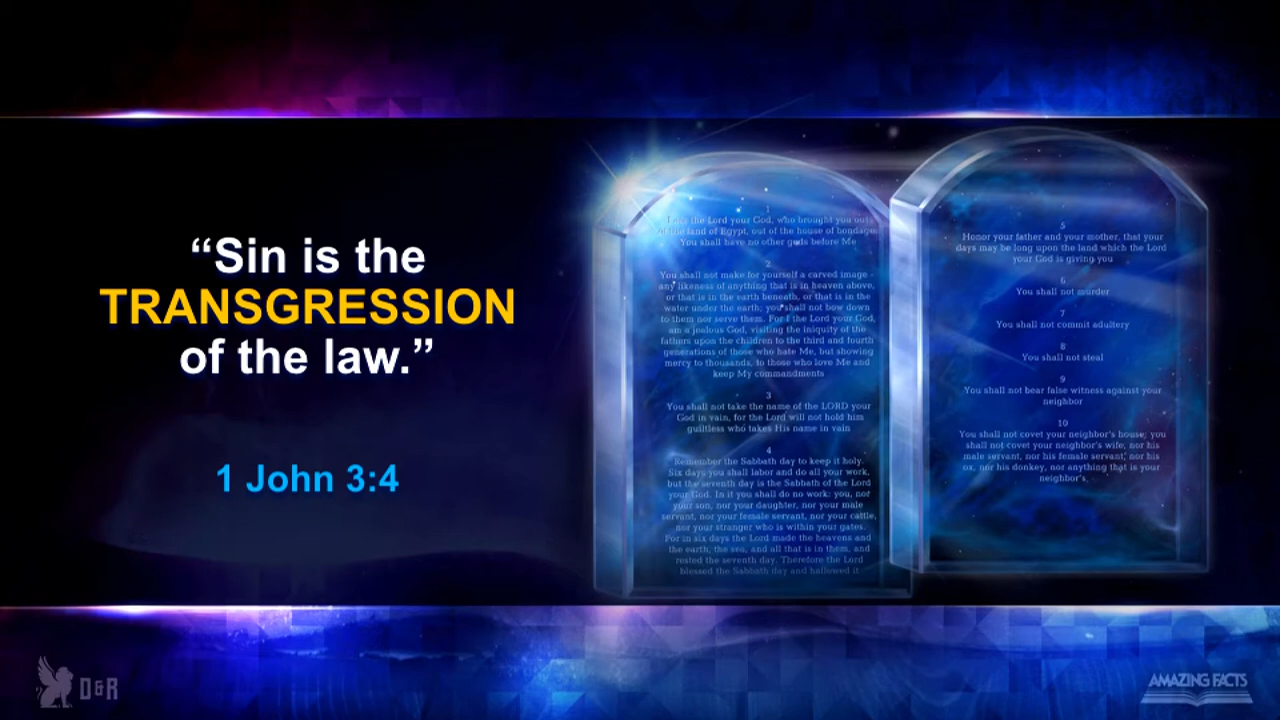 “Sin is the
TRANSGRESSION
of the law.”
1 John 3:4
1
I am the Lord your God, who brought you out
of the land of Egypt, out of the house of bondage
You shall have no other gods before Me
2
You shall not make for yourself a carved image -
any likeness of anything that is in heaven above,
or that is in the earth beneath, or that is in the
water under the earth; you shall not bow down
to them nor serve them. For I the Lord your God,
am a jealous God, visiting the iniquity of the
fathers upon the children to the third and fourth
generations of those who hate Me, but showing
mercy to thousands, to those who love Me and
keep My commandments
3
You shall not take the name of the LORD your
God in vain, for the Lord will not hold him
guiltless who takes His name in vain
4
Remember the Sabbath day to keep it holy.
Six days you shall labor and do all your work,
but the seventh day is the Sabbath of the Lord
your God. In it you shall do no work: you, nor
your son, nor your daughter, nor your male
servant, nor your female servant, nor your cattle,
nor your stranger who is within your gates.
For in six days the Lord made the heavens and
the earth, the sea, and all that is in them, and
rested the seventh day. Therefore the Lord
blessed the Sabbath day and hallowed it.
5
Honor your father and your mother, that your
days may be long upon the land which the Lord
your God is giving you
6
You shall not murder
7
You shall not commit adultery
8
You shall not steal
9
You shall not bear false witness against your
neighbor
10
You shall not covet your neighbor's house; you
shall not covet your neighbor's wife, nor his
male servant, nor his female servant, nor his
ox, nor his donkey, nor anything that is your
neighbor's.
D&R
AMAZING FACTS